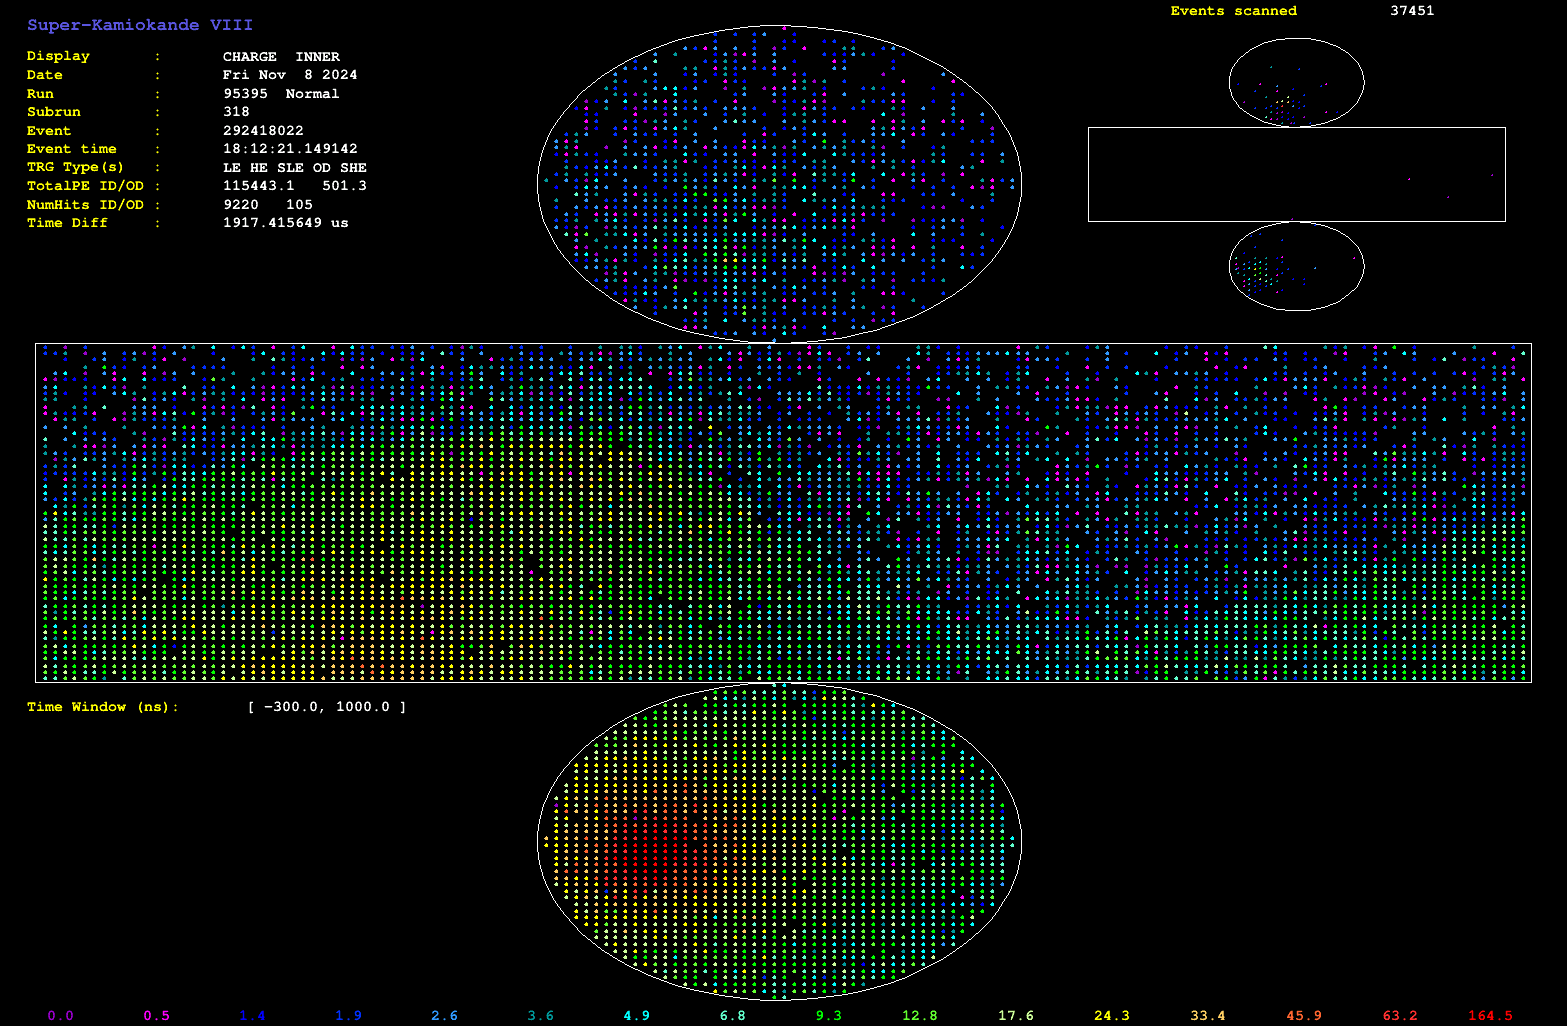 Super-Kamiokande VIII
Events scanned 37451
Display : CHARGE INNER
Date : Fri Nov 8 2024
Run : 95395 Normal
Subrun : 318
Event : 292418022
Event time : 18:12:21.149142
TRG Type(s) : LE HE SLE OD SHE
TotalPE ID/OD : 115443.1 501.3
NumHits ID/OD : 9220 105
Time Diff : 1917.415649 us
Time Window (ns): [ -300.0, 1000.0 ]
0.0 0.5 1.4 1.9 2.6 3.6 4.9 6.8 9.3 12.8 17.6 24.3 33.4 45.9 63.2 164.5